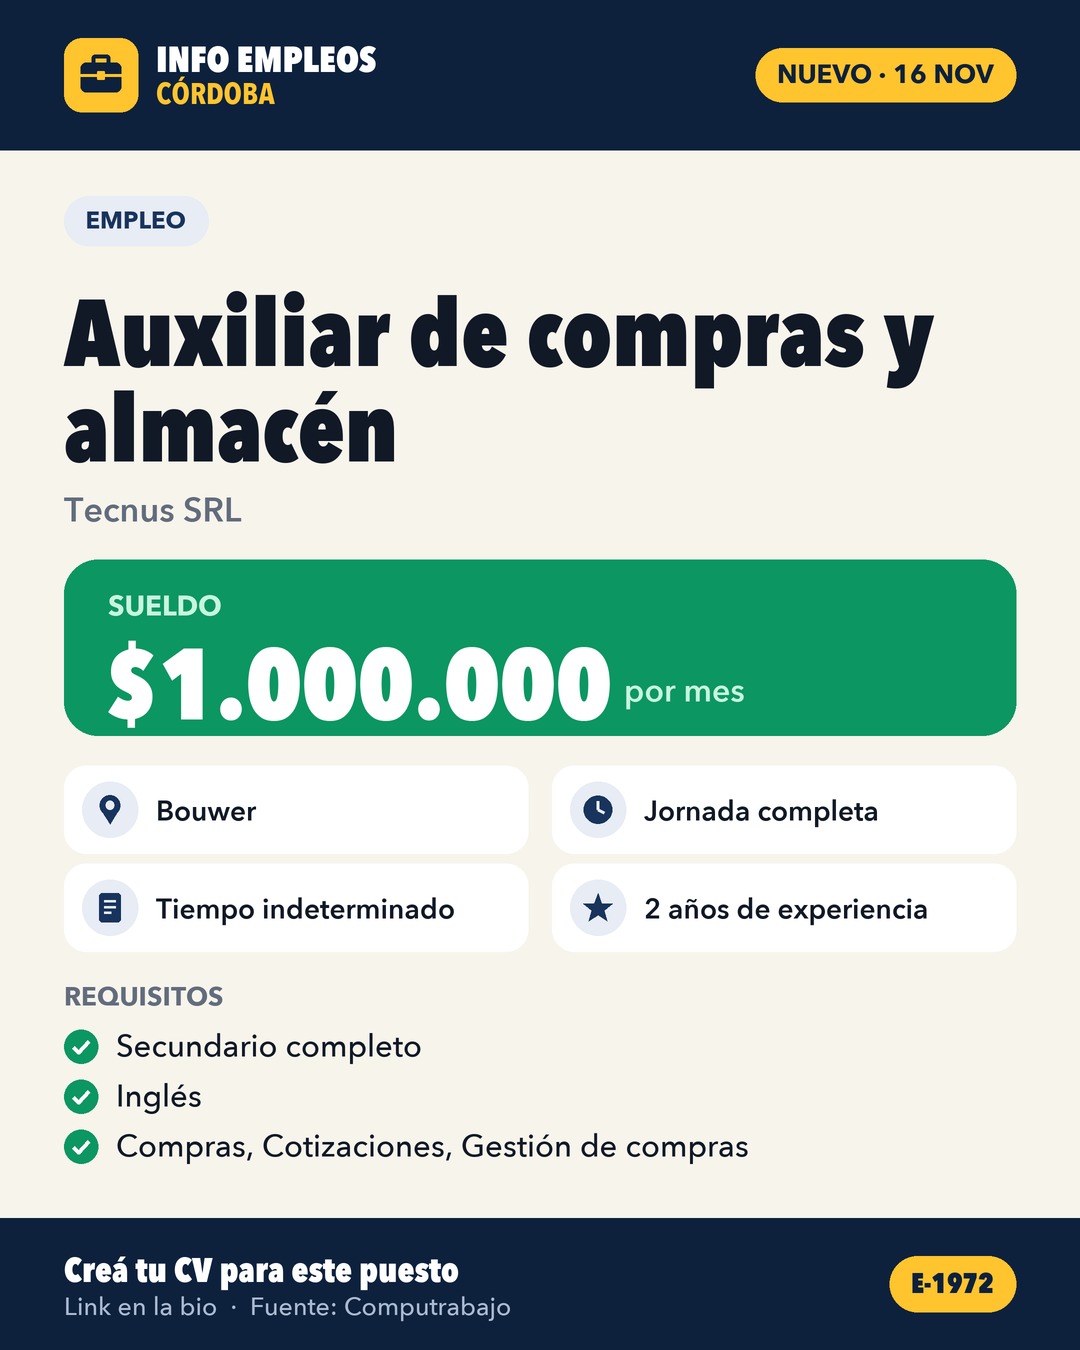 INFO EMPLEOS
CÓRDOBA
NUEVO · 16 NOV
EMPLEO
Auxiliar de compras y
almacén
Tecnus SRL
SUELDO
$1.000.000 por mes
Bouwer
Jornada completa
Tiempo indeterminado
2 años de experiencia
REQUISITOS
Secundario completo
Inglés
Compras, Cotizaciones, Gestión de compras
Creá tu CV para este puesto
Link en la bio · Fuente: Computrabajo
E-1972